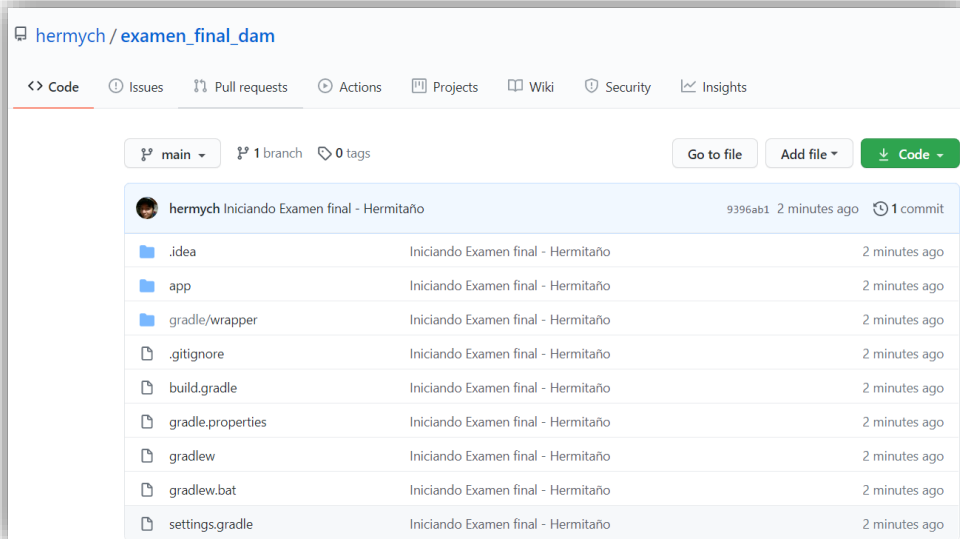 hermych / examen_final_dam
Code Issues Pull requests Actions Projects Wiki Security Insights
main 1 branch 0 tags Go to file Add file Code
hermych Iniciando Examen final - Hermitaño 9396ab1 2 minutes ago 1 commit
.idea Iniciando Examen final - Hermitaño 2 minutes ago
app Iniciando Examen final - Hermitaño 2 minutes ago
gradle/wrapper Iniciando Examen final - Hermitaño 2 minutes ago
.gitignore Iniciando Examen final - Hermitaño 2 minutes ago
build.gradle Iniciando Examen final - Hermitaño 2 minutes ago
gradle.properties Iniciando Examen final - Hermitaño 2 minutes ago
gradlew Iniciando Examen final - Hermitaño 2 minutes ago
gradlew.bat Iniciando Examen final - Hermitaño 2 minutes ago
settings.gradle Iniciando Examen final - Hermitaño 2 minutes ago